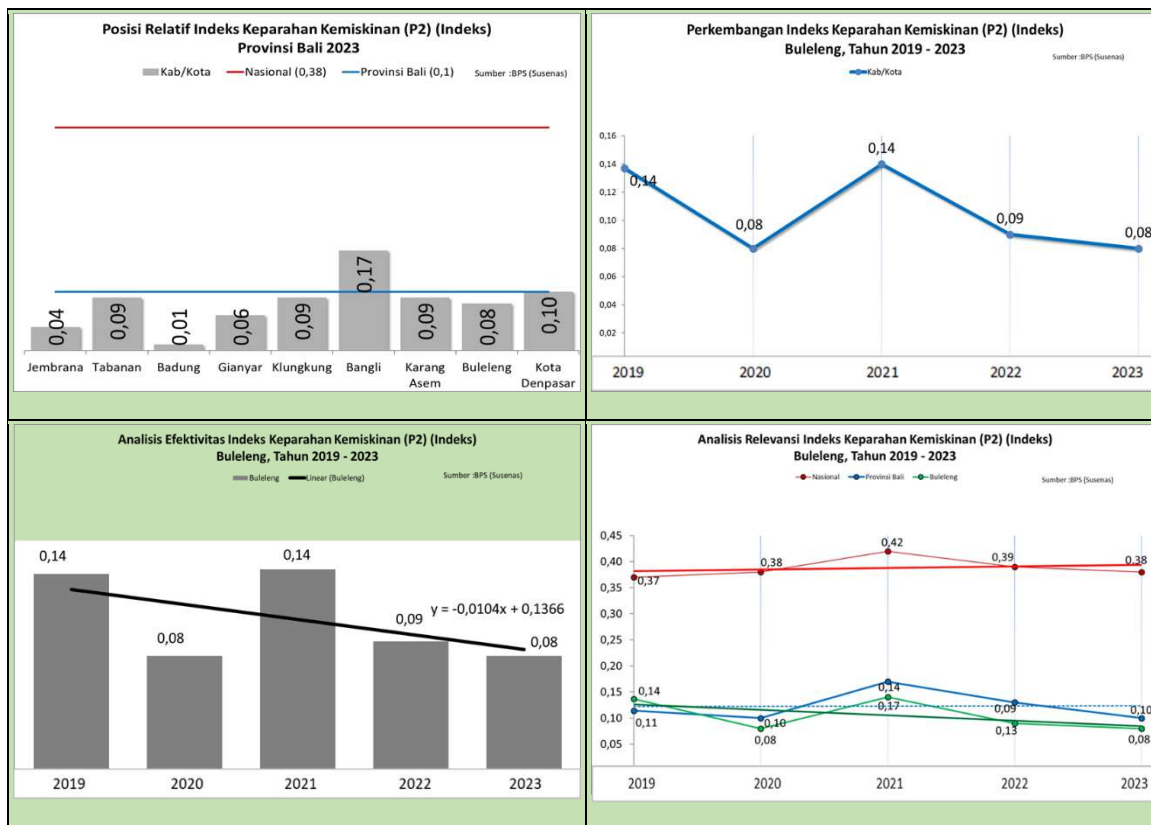 Posisi Relatif Indeks Keparahan Kemiskinan (P2) (Indeks)
Provinsi Bali 2023
Kab/Kota Nasional (0,38) Provinsi Bali (0,1) Sumber :BPS (Susenas)
0,04 0,09 0,01 0,06 0,09 0,17 0,09 0,08 0,10
Jembrana Tabanan Badung Gianyar Klungkung Bangli Karang Asem Buleleng Kota Denpasar
Perkembangan Indeks Keparahan Kemiskinan (P2) (Indeks)
Buleleng, Tahun 2019 - 2023
Sumber :BPS (Susenas)
Kab/Kota
0,16
0,14
0,12
0,10
0,08
0,06
0,04
0,02
0,14 0,08 0,14 0,09 0,08
2019 2020 2021 2022 2023
Analisis Efektivitas Indeks Keparahan Kemiskinan (P2) (Indeks)
Buleleng, Tahun 2019 - 2023
Buleleng Linear (Buleleng) Sumber :BPS (Susenas)
0,14 0,08 0,14 0,09 0,08
y = -0,0104x + 0,1366
2019 2020 2021 2022 2023
Analisis Relevansi Indeks Keparahan Kemiskinan (P2) (Indeks)
Buleleng, Tahun 2019 - 2023
Nasional Provinsi Bali Buleleng Sumber :BPS (Susenas)
0,45
0,40
0,35
0,30
0,25
0,20
0,15
0,10
0,05
0,37 0,38 0,42 0,39 0,38
0,14 0,08 0,14 0,09 0,08
0,11 0,10 0,17 0,13 0,10
2019 2020 2021 2022 2023